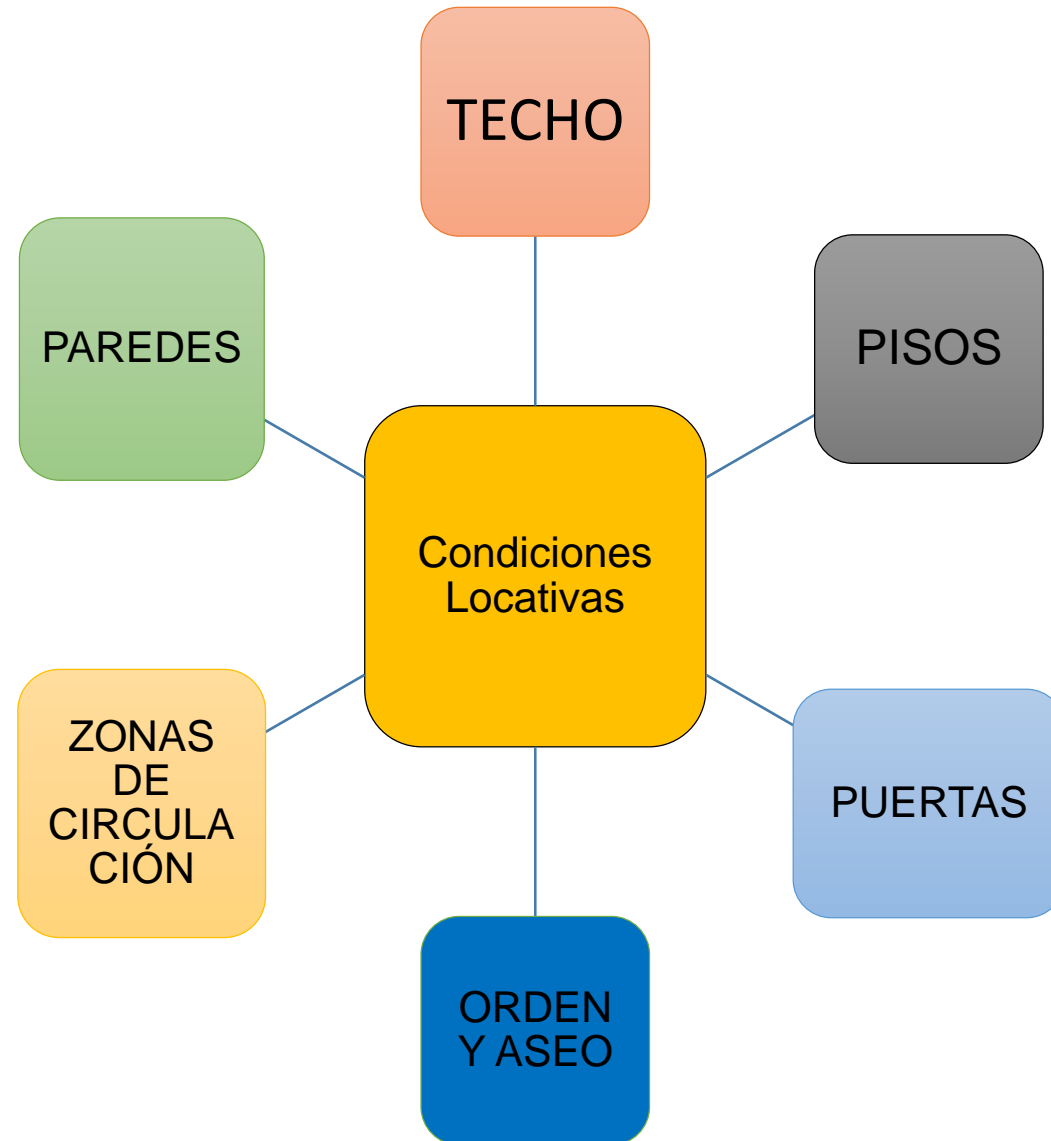 TECHO
PISOS
PAREDES
Condiciones
Locativas
PUERTAS
ZONAS
DE
CIRCULA
CIÓN
ORDEN
Y ASEO